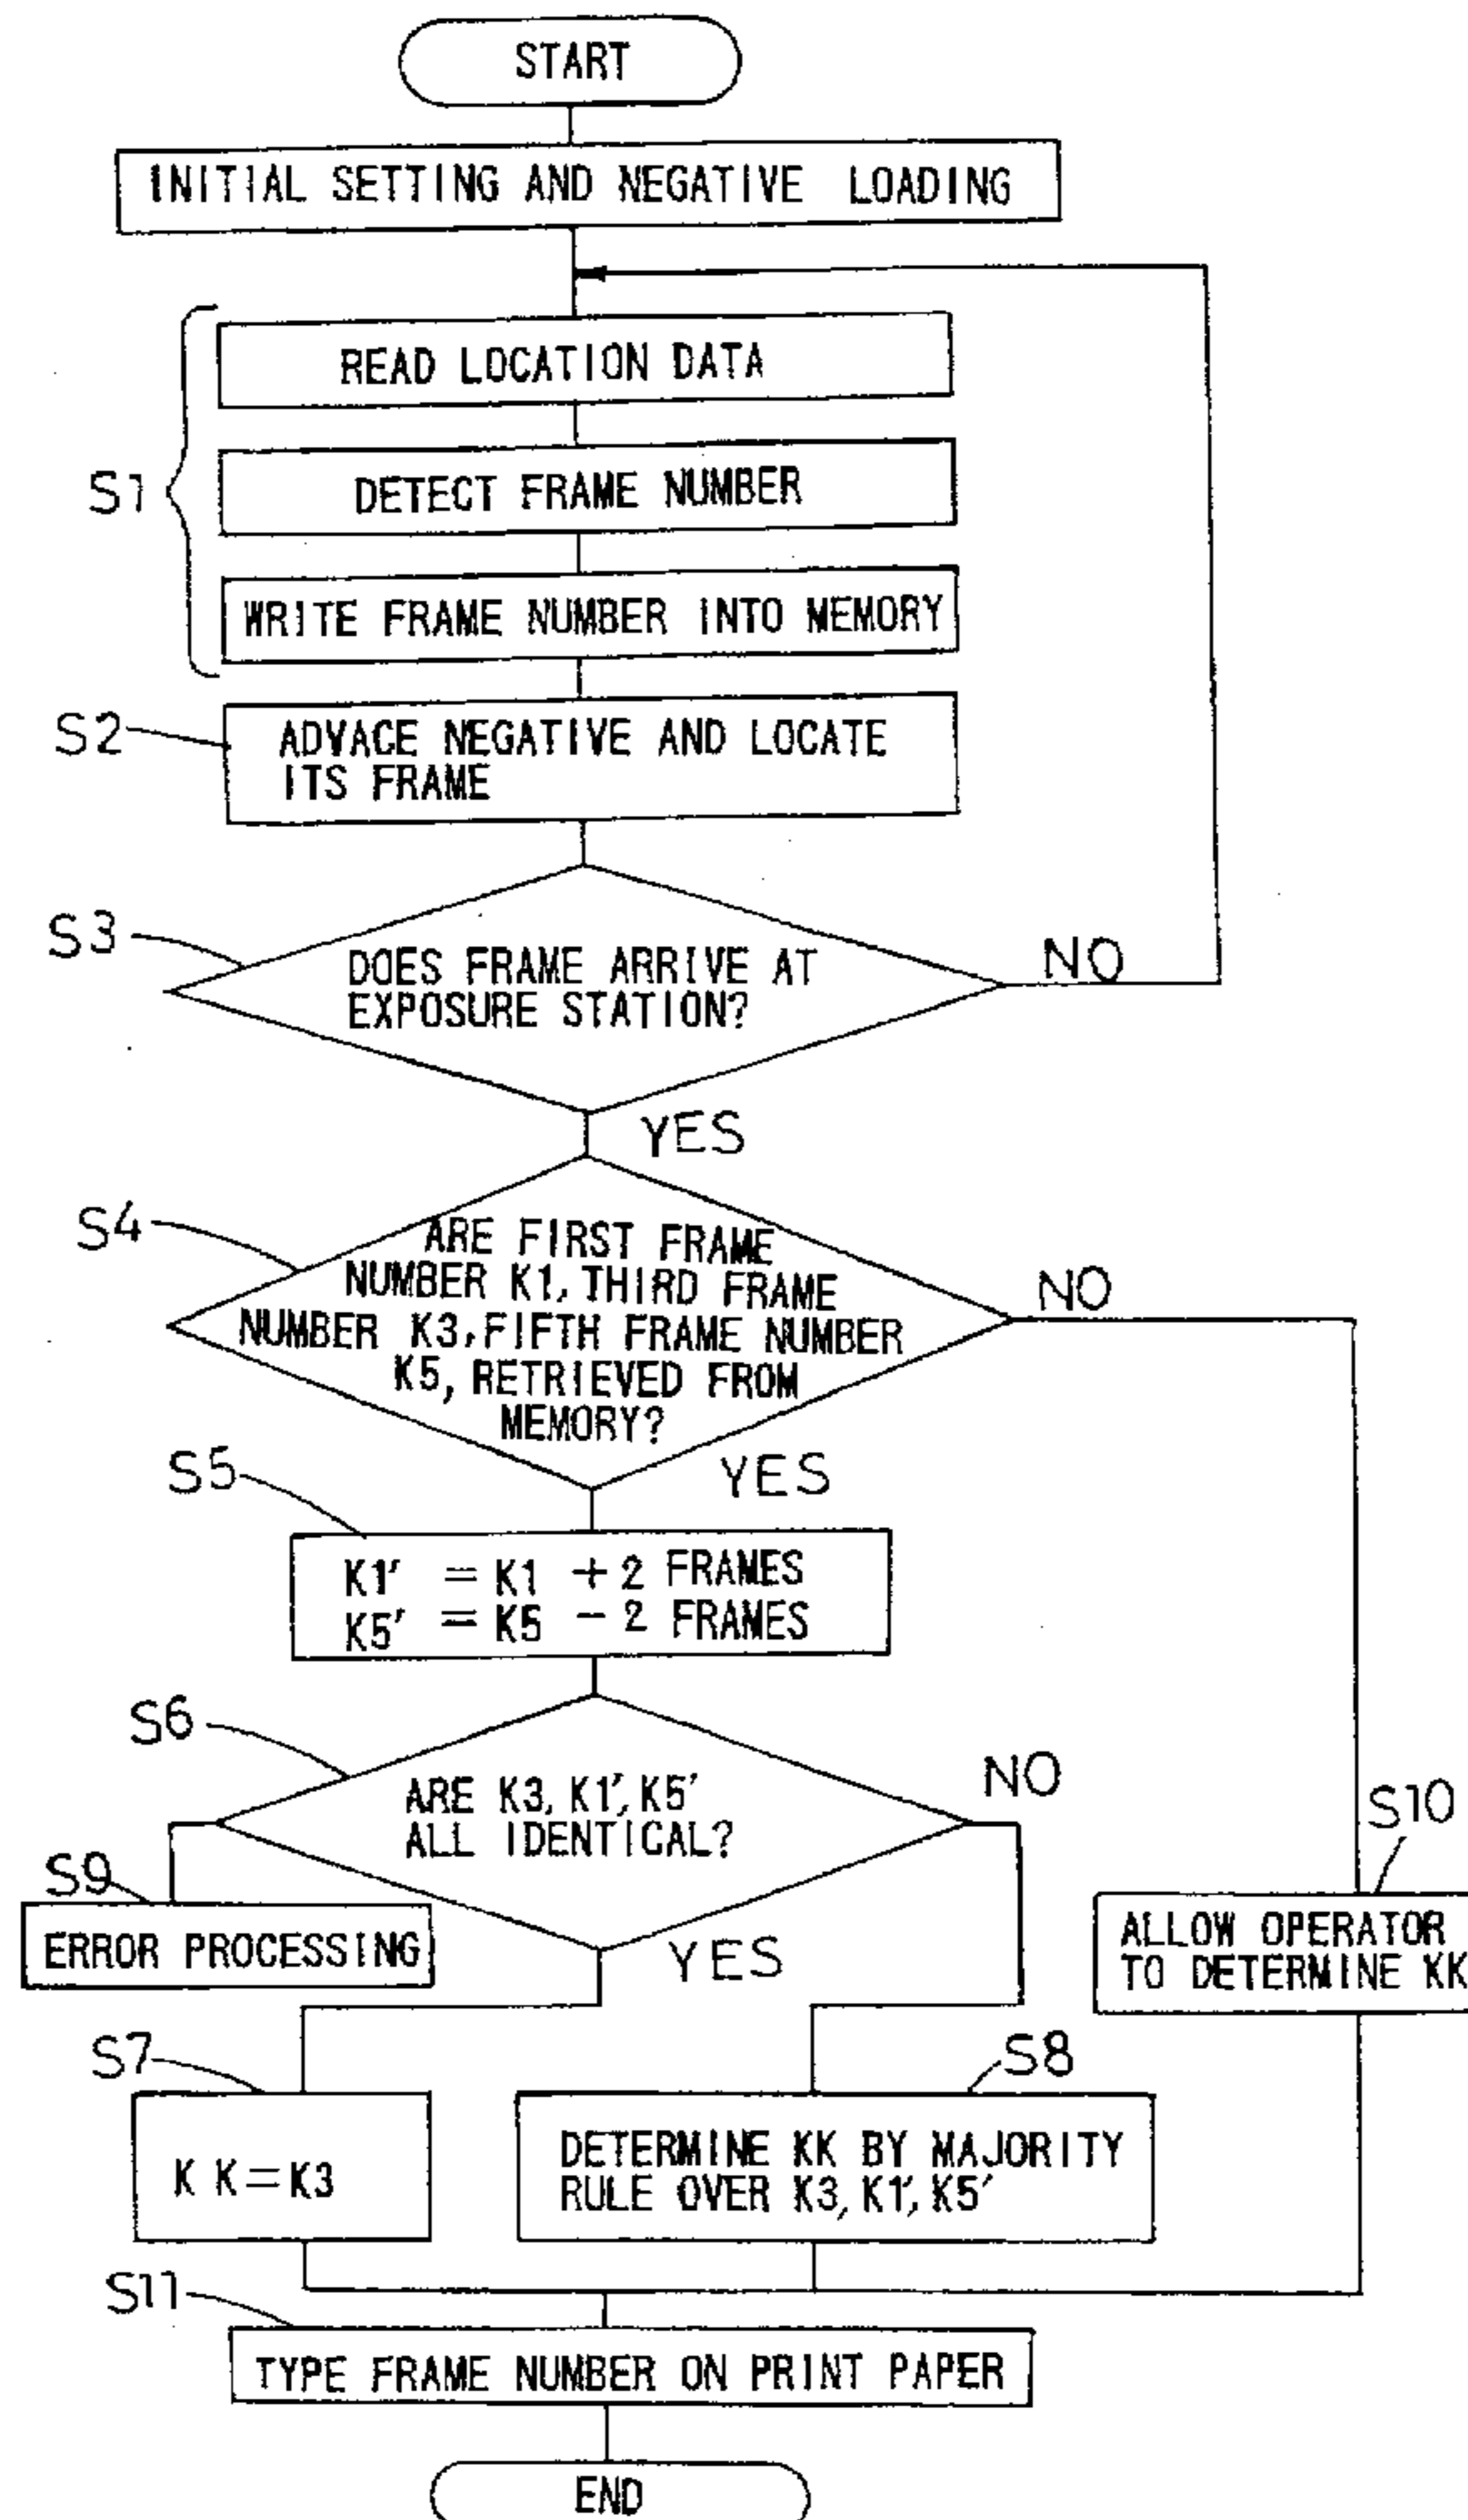 START
INITIAL SETTING AND NEGATIVE LOADING
READ LOCATION DATA
S1
DETECT FRAME NUMBER
WRITE FRAME NUMBER INTO MEMORY
S2
ADVACE NEGATIVE AND LOCATE
ITS FRAME
S3
DOES FRAME ARRIVE AT
EXPOSURE STATION?
NO
YES
S4
ARE FIRST FRAME
NUMBER K1, THIRD FRAME
NUMBER K3, FIFTH FRAME NUMBER
K5, RETRIEVED FROM
MEMORY?
NO
YES
S5
K1' = K1 + 2 FRAMES
K5' = K5 - 2 FRAMES
S6
ARE K3, K1', K5'
ALL IDENTICAL?
NO
YES
S9
ERROR PROCESSING
S10
ALLOW OPERATOR
TO DETERMINE KK
S7
K K = K3
S8
DETERMINE KK BY MAJORITY
RULE OVER K3, K1', K5'
S11
TYPE FRAME NUMBER ON PRINT PAPER
END